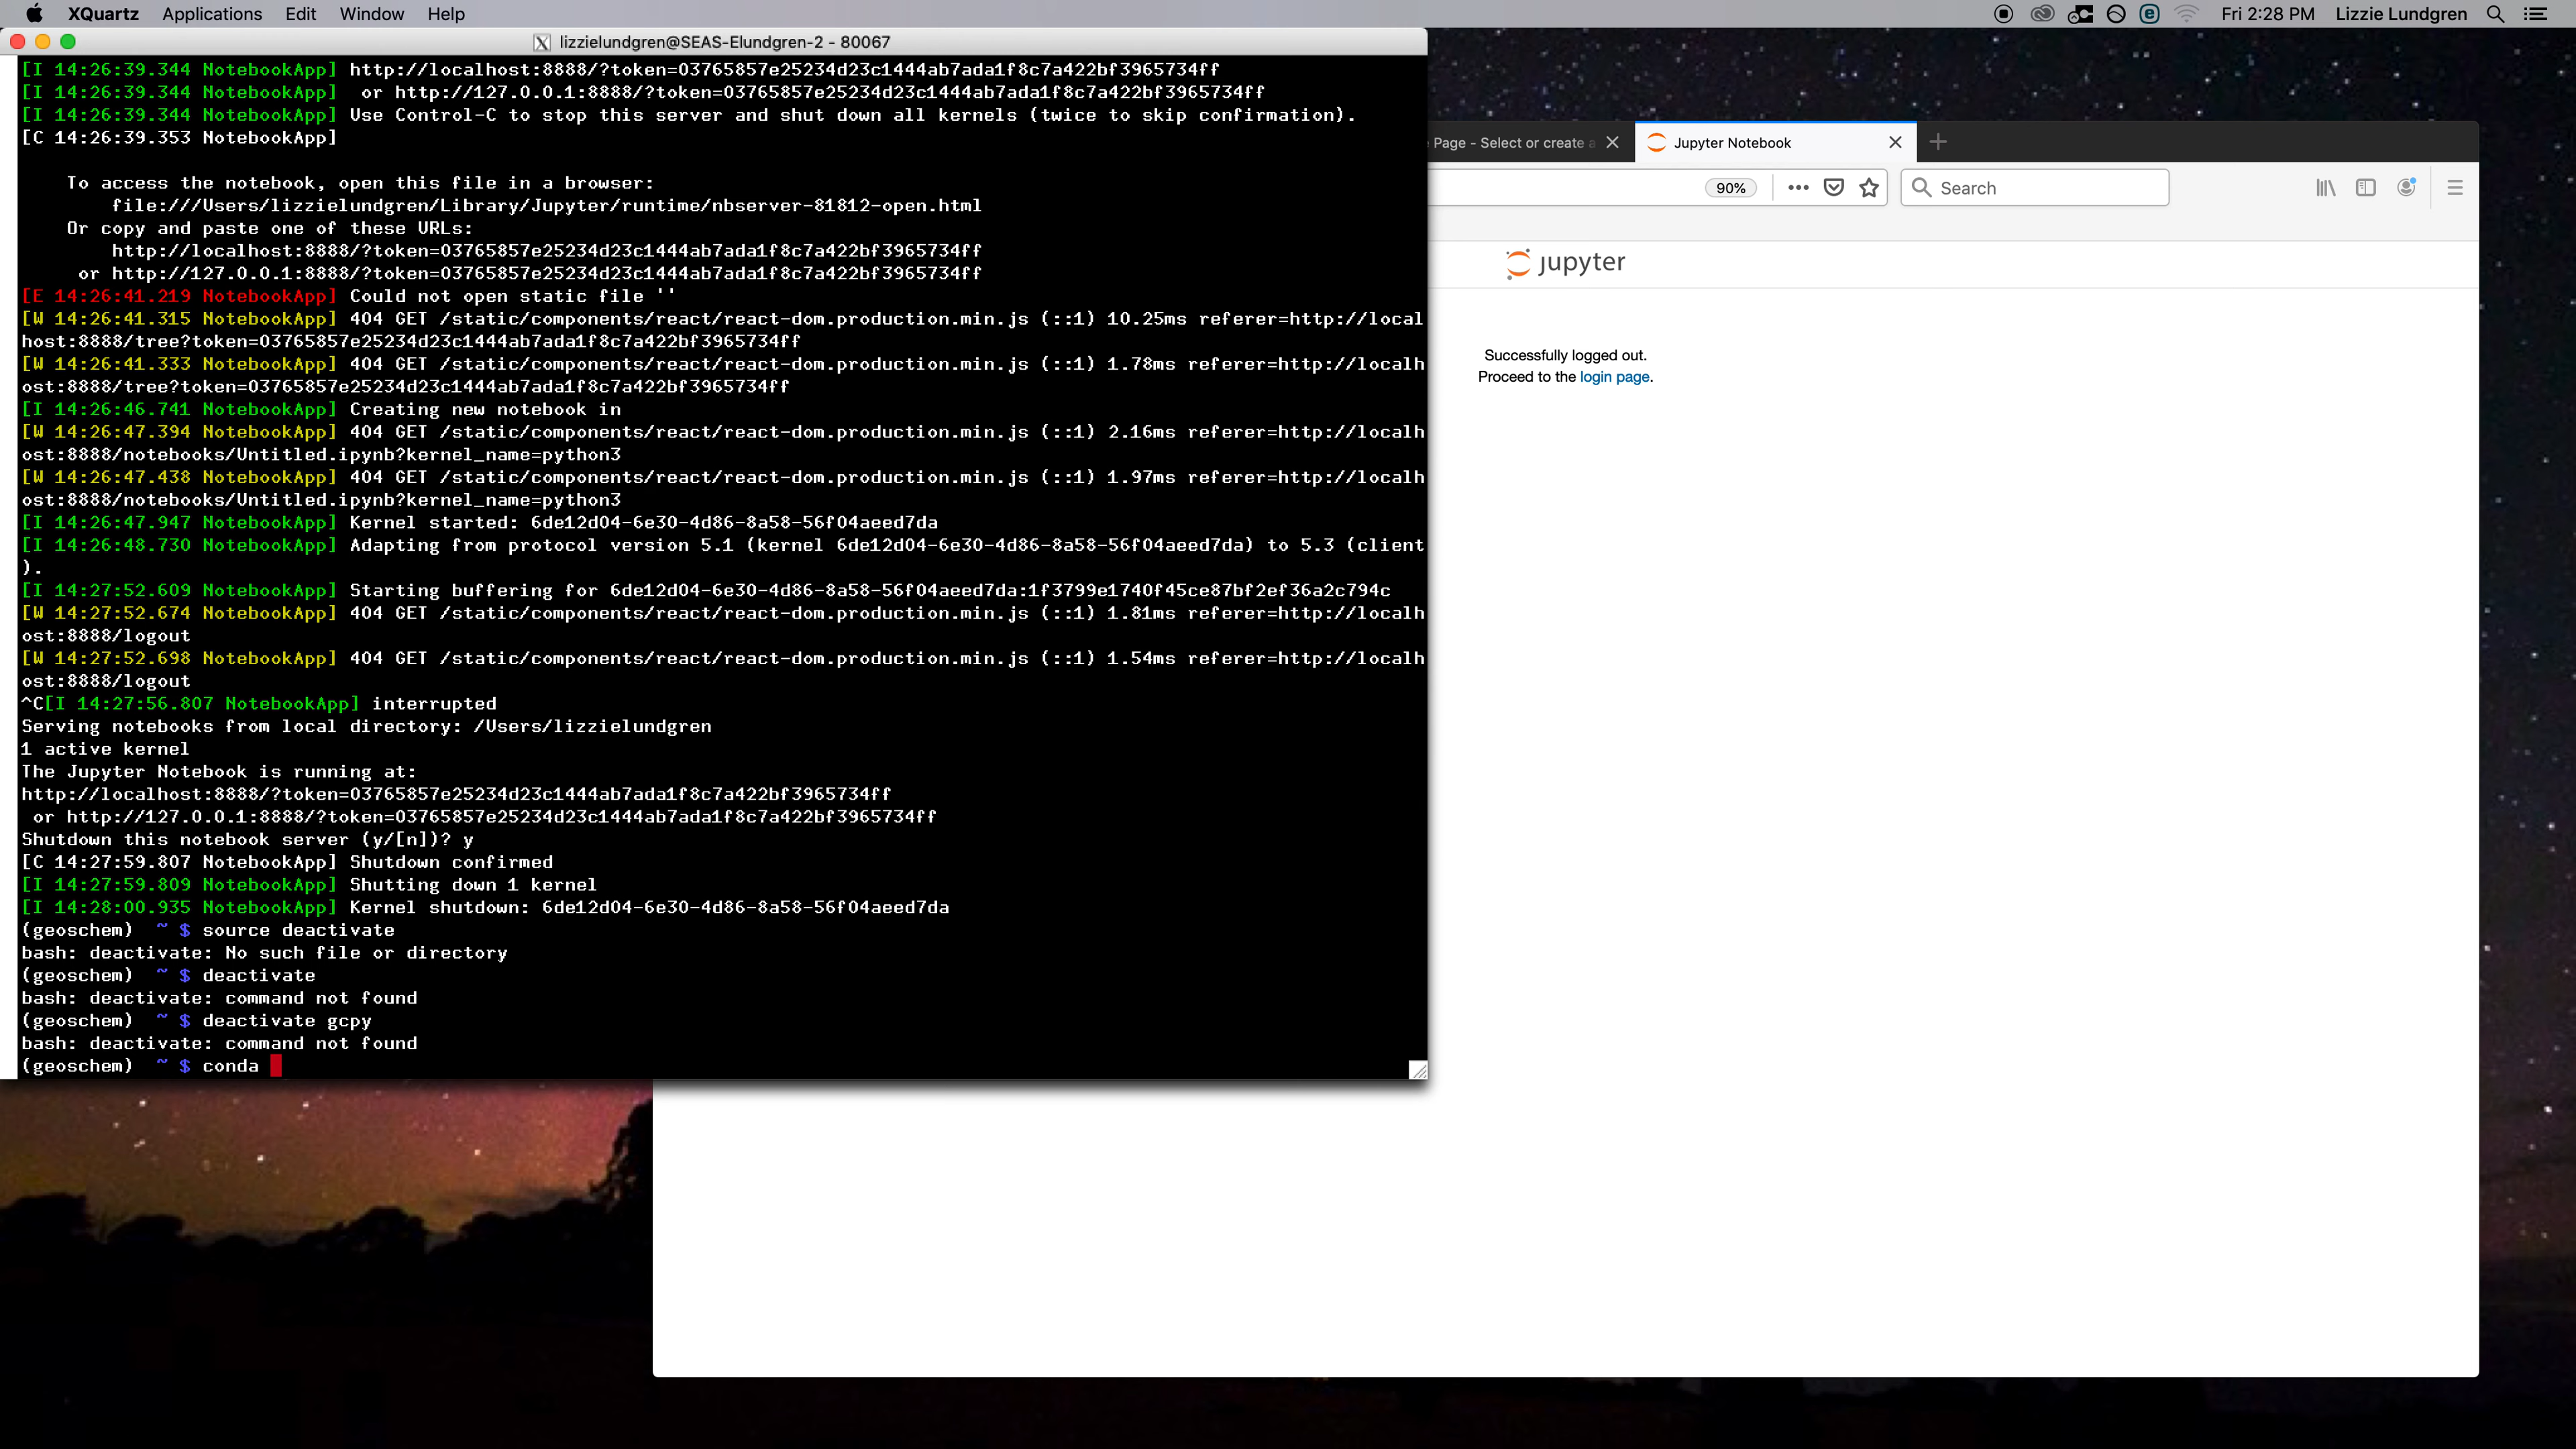 XQuartz Applications Edit Window Help Fri 2:28 PM Lizzie Lundgren
lizzielundgren@SEAS-Elundgren-2 - 80067
[I 14:26:39.344 NotebookApp] http://localhost:8888/?token=03765857e25234d23c1444ab7ada1f8c7a422bf3965734ff
[I 14:26:39.344 NotebookApp]  or http://127.0.0.1:8888/?token=03765857e25234d23c1444ab7ada1f8c7a422bf3965734ff
[I 14:26:39.344 NotebookApp] Use Control-C to stop this server and shut down all kernels (twice to skip confirmation).
[C 14:26:39.353 NotebookApp]
To access the notebook, open this file in a browser:
file:///Users/lizzielundgren/Library/Jupyter/runtime/nbserver-81812-open.html
Or copy and paste one of these URLs:
http://localhost:8888/?token=03765857e25234d23c1444ab7ada1f8c7a422bf3965734ff
or http://127.0.0.1:8888/?token=03765857e25234d23c1444ab7ada1f8c7a422bf3965734ff
[E 14:26:41.219 NotebookApp] Could not open static file ''
[W 14:26:41.315 NotebookApp] 404 GET /static/components/react/react-dom.production.min.js (::1) 10.25ms referer=http://local
host:8888/tree?token=03765857e25234d23c1444ab7ada1f8c7a422bf3965734ff
[W 14:26:41.333 NotebookApp] 404 GET /static/components/react/react-dom.production.min.js (::1) 1.78ms referer=http://localh
ost:8888/tree?token=03765857e25234d23c1444ab7ada1f8c7a422bf3965734ff
[I 14:26:46.741 NotebookApp] Creating new notebook in
[W 14:26:47.394 NotebookApp] 404 GET /static/components/react/react-dom.production.min.js (::1) 2.16ms referer=http://localh
ost:8888/notebooks/Untitled.ipynb?kernel_name=python3
[W 14:26:47.438 NotebookApp] 404 GET /static/components/react/react-dom.production.min.js (::1) 1.97ms referer=http://localh
ost:8888/notebooks/Untitled.ipynb?kernel_name=python3
[I 14:26:47.947 NotebookApp] Kernel started: 6de12d04-6e30-4d86-8a58-56f04aeed7da
[I 14:26:48.730 NotebookApp] Adapting from protocol version 5.1 (kernel 6de12d04-6e30-4d86-8a58-56f04aeed7da) to 5.3 (client
).
[I 14:27:52.609 NotebookApp] Starting buffering for 6de12d04-6e30-4d86-8a58-56f04aeed7da:1f3799e1740f45ce87bf2ef36a2c794c
[W 14:27:52.674 NotebookApp] 404 GET /static/components/react/react-dom.production.min.js (::1) 1.81ms referer=http://localh
ost:8888/logout
[W 14:27:52.698 NotebookApp] 404 GET /static/components/react/react-dom.production.min.js (::1) 1.54ms referer=http://localh
ost:8888/logout
^C[I 14:27:56.807 NotebookApp] interrupted
Serving notebooks from local directory: /Users/lizzielundgren
1 active kernel
The Jupyter Notebook is running at:
http://localhost:8888/?token=03765857e25234d23c1444ab7ada1f8c7a422bf3965734ff
or http://127.0.0.1:8888/?token=03765857e25234d23c1444ab7ada1f8c7a422bf3965734ff
Shutdown this notebook server (y/[n])? y
[C 14:27:59.807 NotebookApp] Shutdown confirmed
[I 14:27:59.809 NotebookApp] Shutting down 1 kernel
[I 14:28:00.935 NotebookApp] Kernel shutdown: 6de12d04-6e30-4d86-8a58-56f04aeed7da
(geoschem) ~ $ source deactivate
bash: deactivate: No such file or directory
(geoschem) ~ $ deactivate
bash: deactivate: command not found
(geoschem) ~ $ deactivate gcpy
bash: deactivate: command not found
(geoschem) ~ $ conda
Page - Select or create a Jupyter Notebook
90% Search
jupyter
Successfully logged out.
Proceed to the login page.